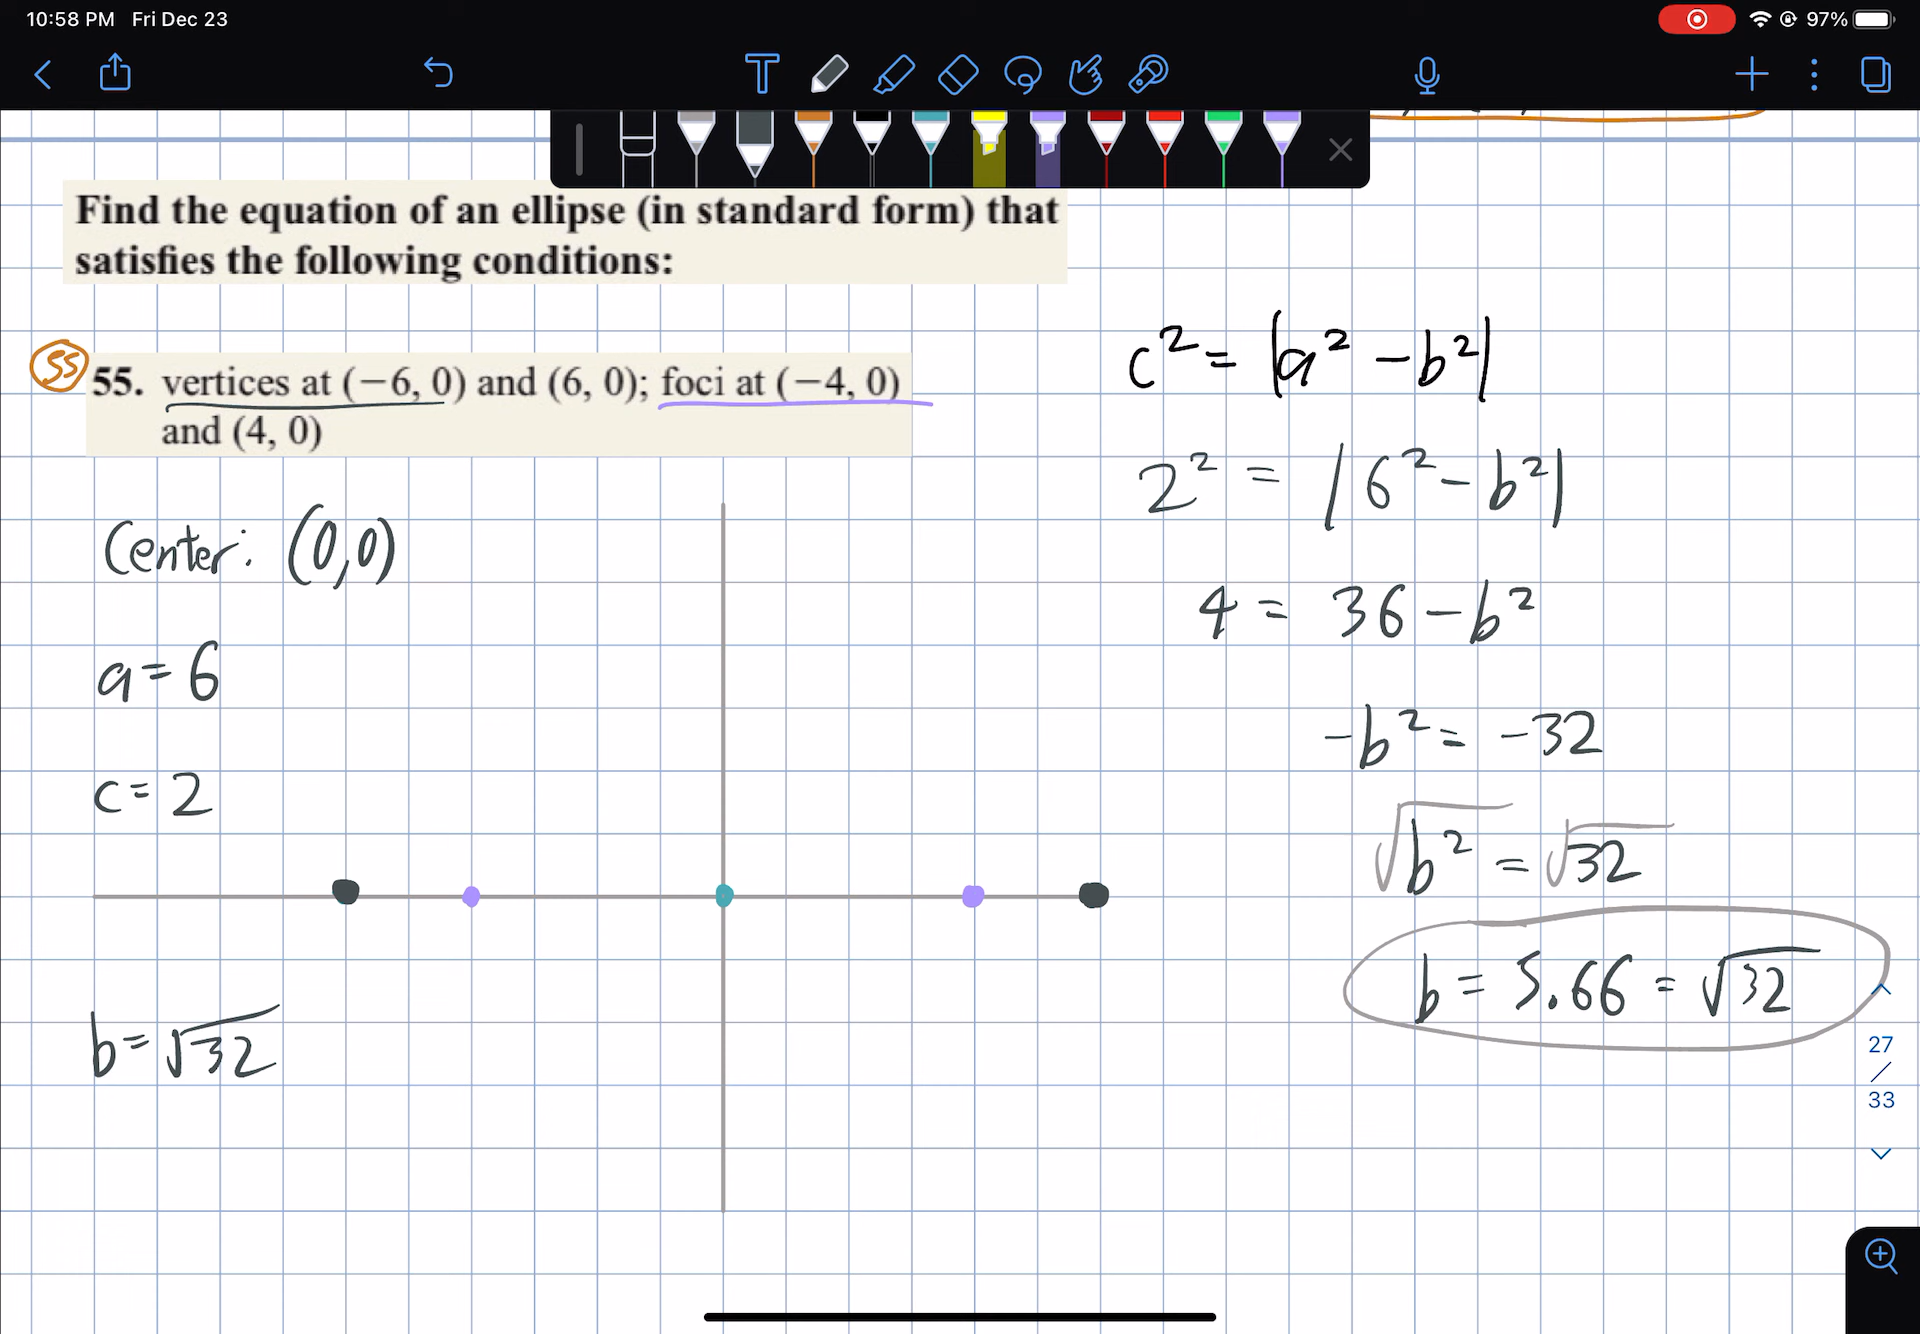 10:58 PM Fri Dec 23
97%
T
Find the equation of an ellipse (in standard form) that
satisfies the following conditions:
55
55. vertices at (−6, 0) and (6, 0); foci at (−4, 0)
and (4, 0)
Center: (0,0)
a = 6
c = 2
b = √32
c² = |a² − b²|
2² = |6² − b²|
4 = 36 − b²
−b² = −32
√b² = √32
b = 5.66 = √32
27
/
33